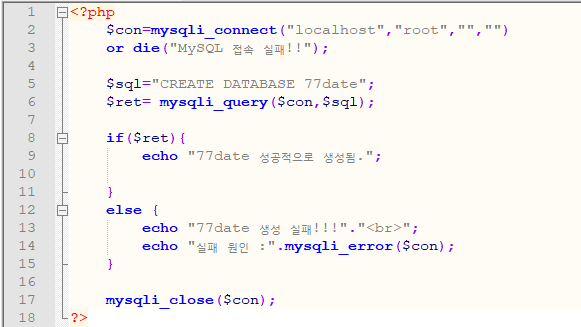 1 <?php
2 $con=mysqli_connect("localhost","root","","")
3 or die("MySQL 접속 실패!!");
4
5 $sql="CREATE DATABASE 77date";
6 $ret= mysqli_query($con,$sql);
7
8 if($ret){
9 echo "77date 성공적으로 생성됨.";
10
11 }
12 else {
13 echo "77date 생성 실패!!!"."<br>";
14 echo "실패 원인 :".mysqli_error($con);
15 }
16
17 mysqli_close($con);
18 ?>